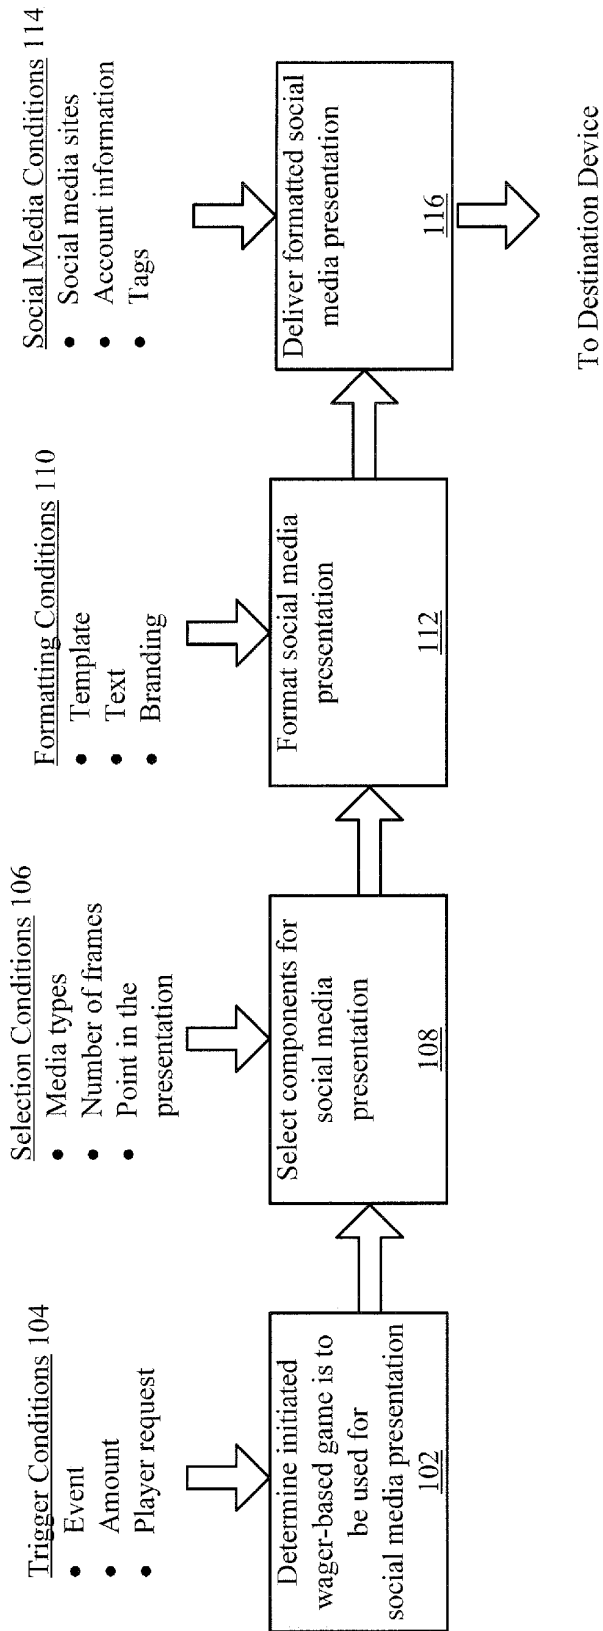 Trigger Conditions 104
• Event
• Amount
• Player request
Determine initiated
wager-based game is to
be used for
social media presentation
102
Selection Conditions 106
• Media types
• Number of frames
• Point in the
presentation
Select components for
social media
presentation
108
Formatting Conditions 110
• Template
• Text
• Branding
Format social media
presentation
112
Social Media Conditions 114
• Social media sites
• Account information
• Tags
Deliver formatted social
media presentation
116
To Destination Device